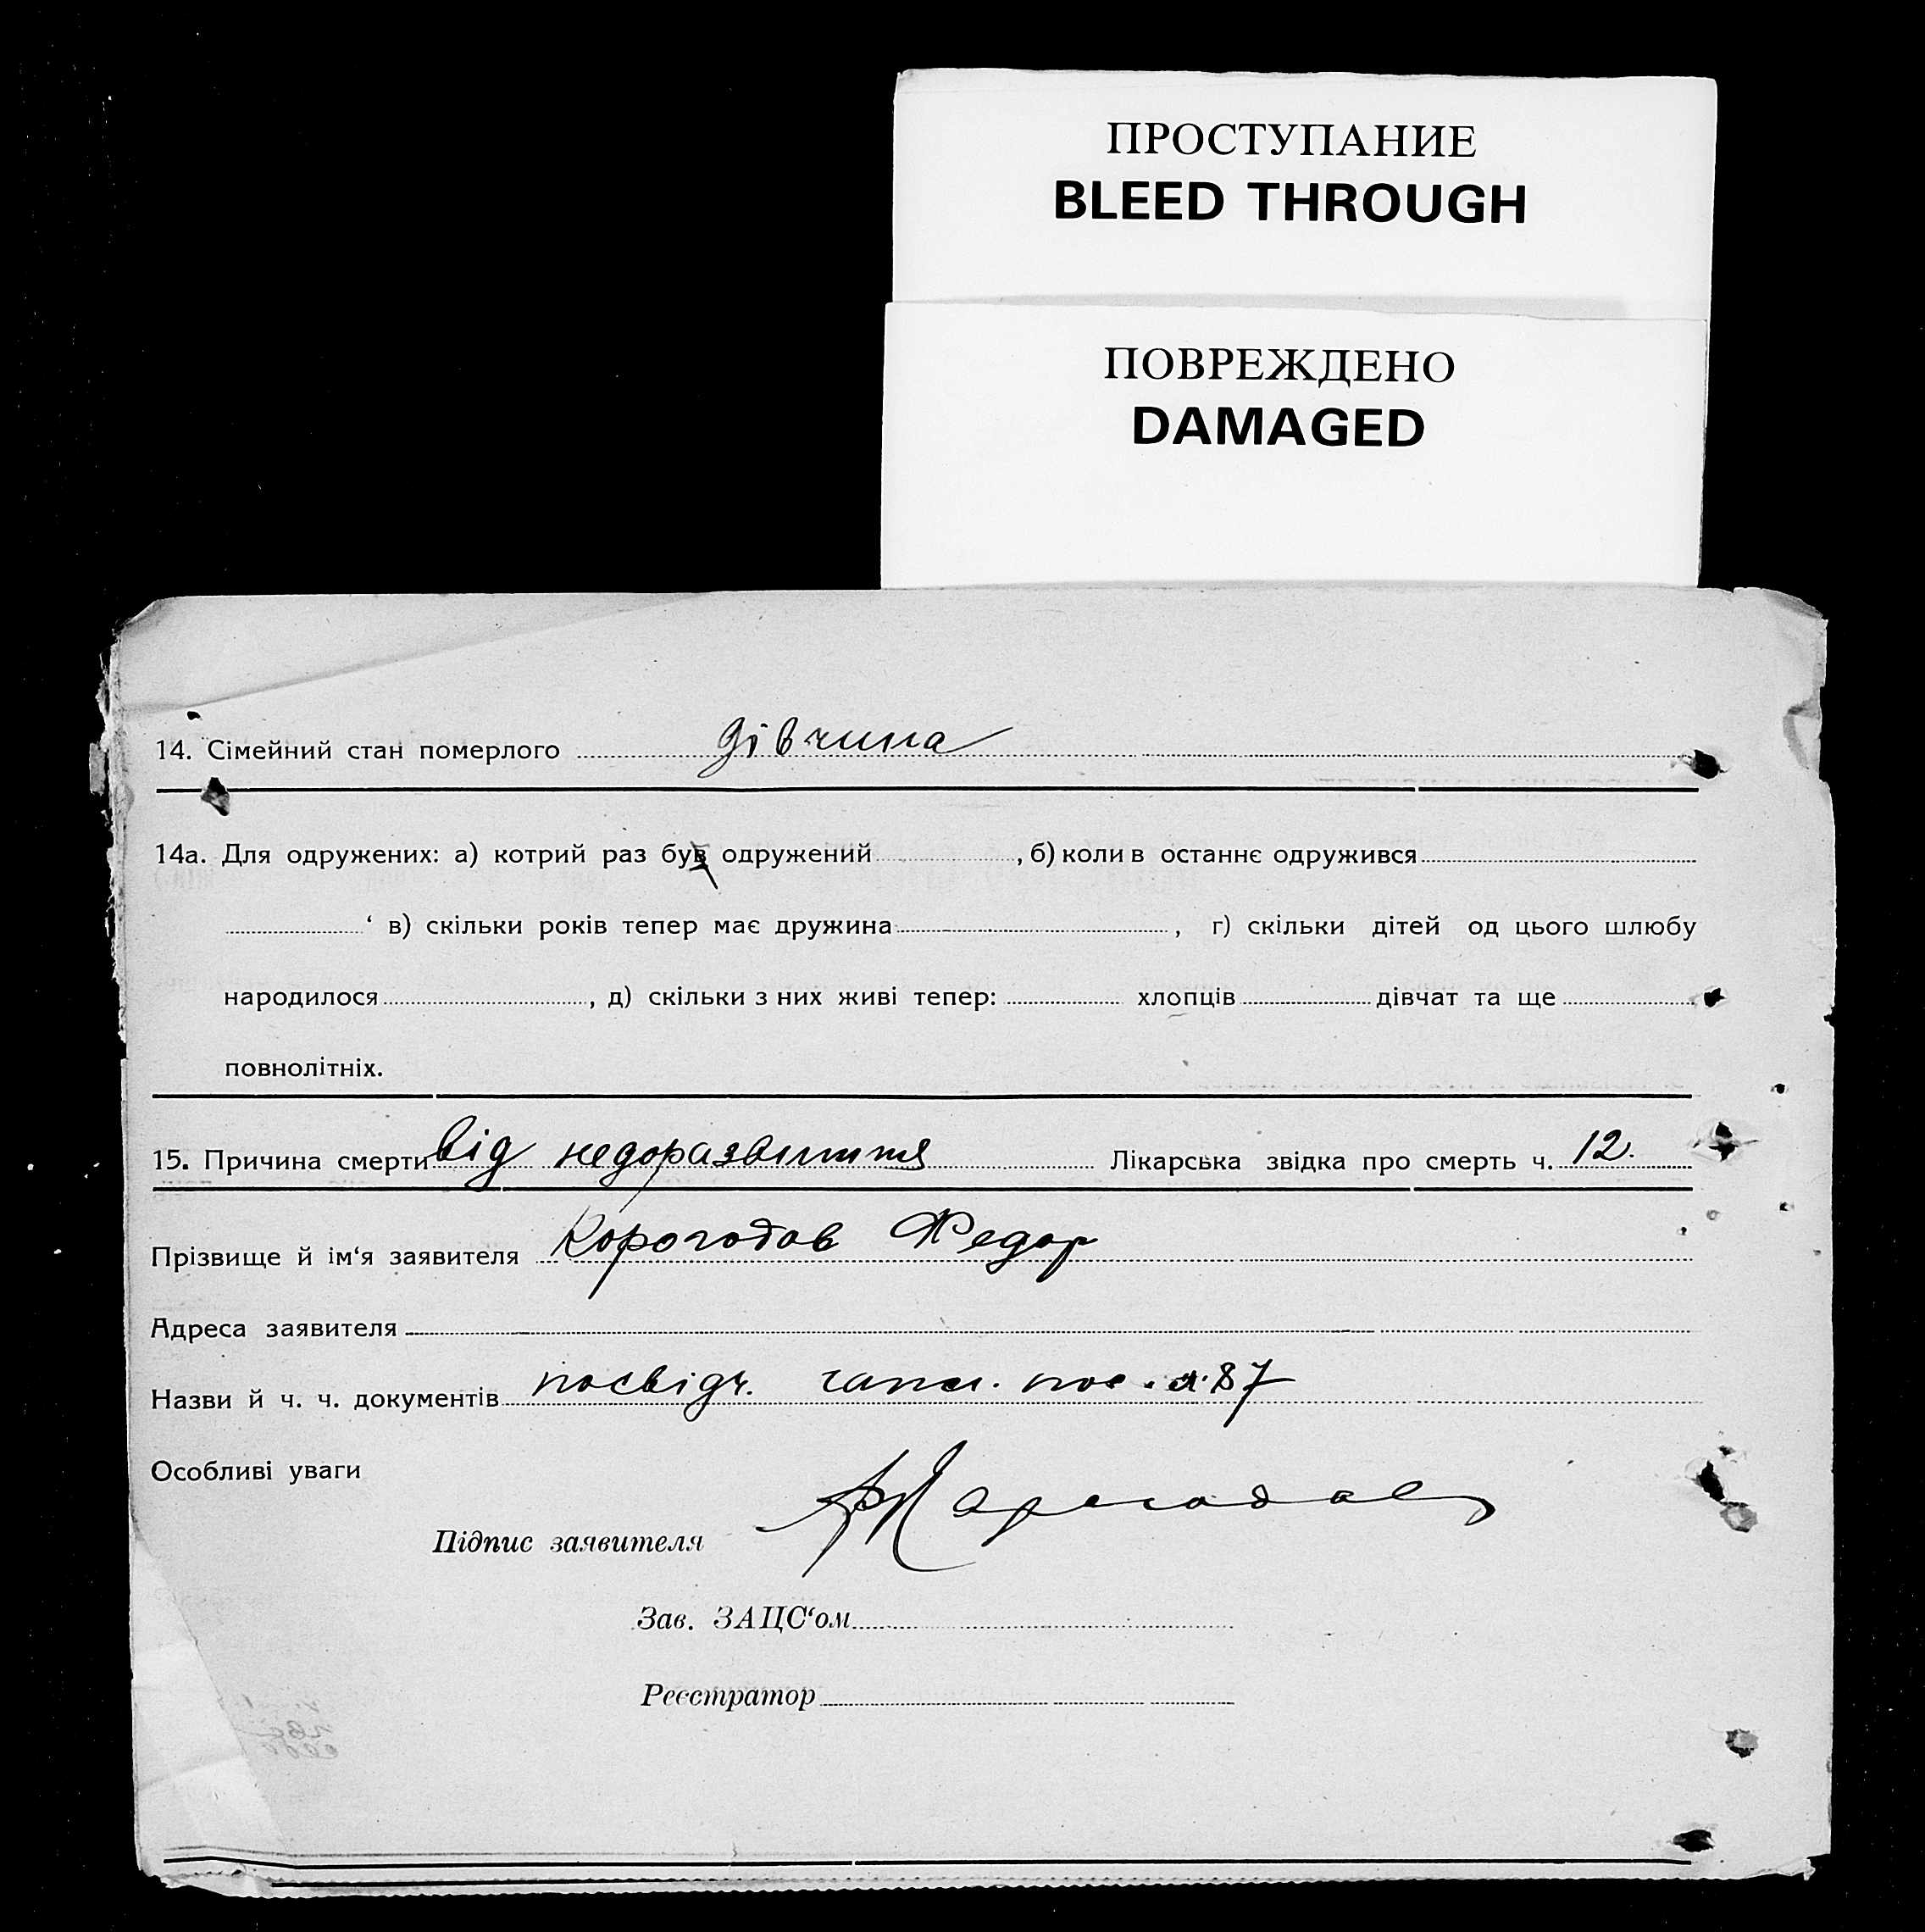 ПРОСТУПАНИЕ
BLEED THROUGH
ПОВРЕЖДЕНО
DAMAGED
14. Сімейний стан померлого дівчина
14а. Для одружених: а) котрий раз був одружений , б) коли в останнє одружився
‘ в) скільки років тепер має дружина , г) скільки дітей од цього шлюбу
народилося , д) скільки з них живі тепер: хлопців дівчат та ще
повнолітніх.
15. Причина смерти від недоразвиття Лікарська звідка про смерть ч. 12.
Прізвище й ім‘я заявителя Корогодов Федор
Адреса заявителя
Назви й ч. ч. документів посвідч. 87
Особливі уваги
Підпис заявителя
Зав. ЗАЦС‘ом
Реєстратор